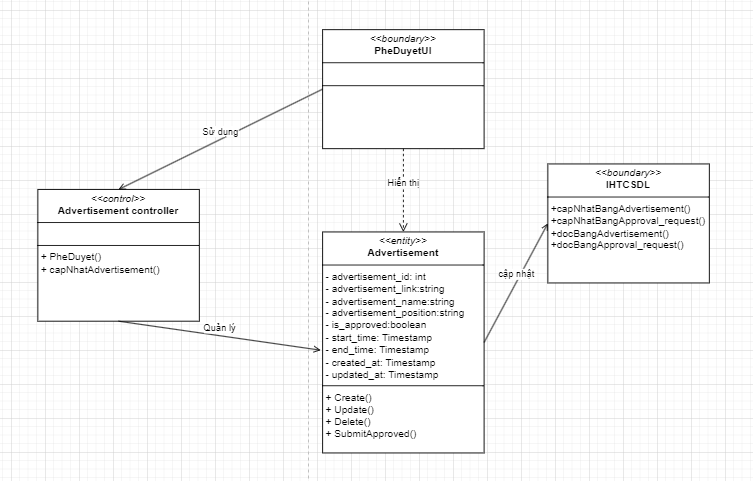 <<boundary>>
PheDuyetUI
Sử dụng
Hiển thị
<<control>>
Advertisement controller
+ PheDuyet()
+ capNhatAdvertisement()
Quản lý
<<entity>>
Advertisement
- advertisement_id: int
- advertisement_link:string
- advertisement_name:string
- advertisement_position:string
- is_approved:boolean
- start_time: Timestamp
- end_time: Timestamp
- created_at: Timestamp
- updated_at: Timestamp
+ Create()
+ Update()
+ Delete()
+ SubmitApproved()
cập nhật
<<boundary>>
IHTCSDL
+capNhatBangAdvertisement()
+capNhatBangApproval_request()
+docBangAdvertisement()
+docBangApproval_request()